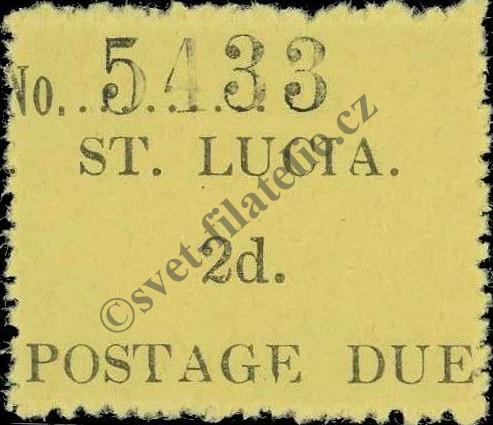 No. 5433
ST. LUCIA.
2d.
POSTAGE DUE
©svet-filatelie.cz